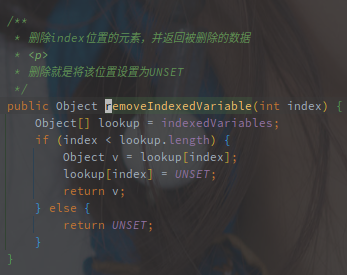 /**
 * 删除index位置的元素，并返回被删除的数据
 * <p>
 * 删除就是将该位置设置为UNSET
 */
public Object removeIndexedVariable(int index) {
    Object[] lookup = indexedVariables;
    if (index < lookup.length) {
        Object v = lookup[index];
        lookup[index] = UNSET;
        return v;
    } else {
        return UNSET;
    }
}